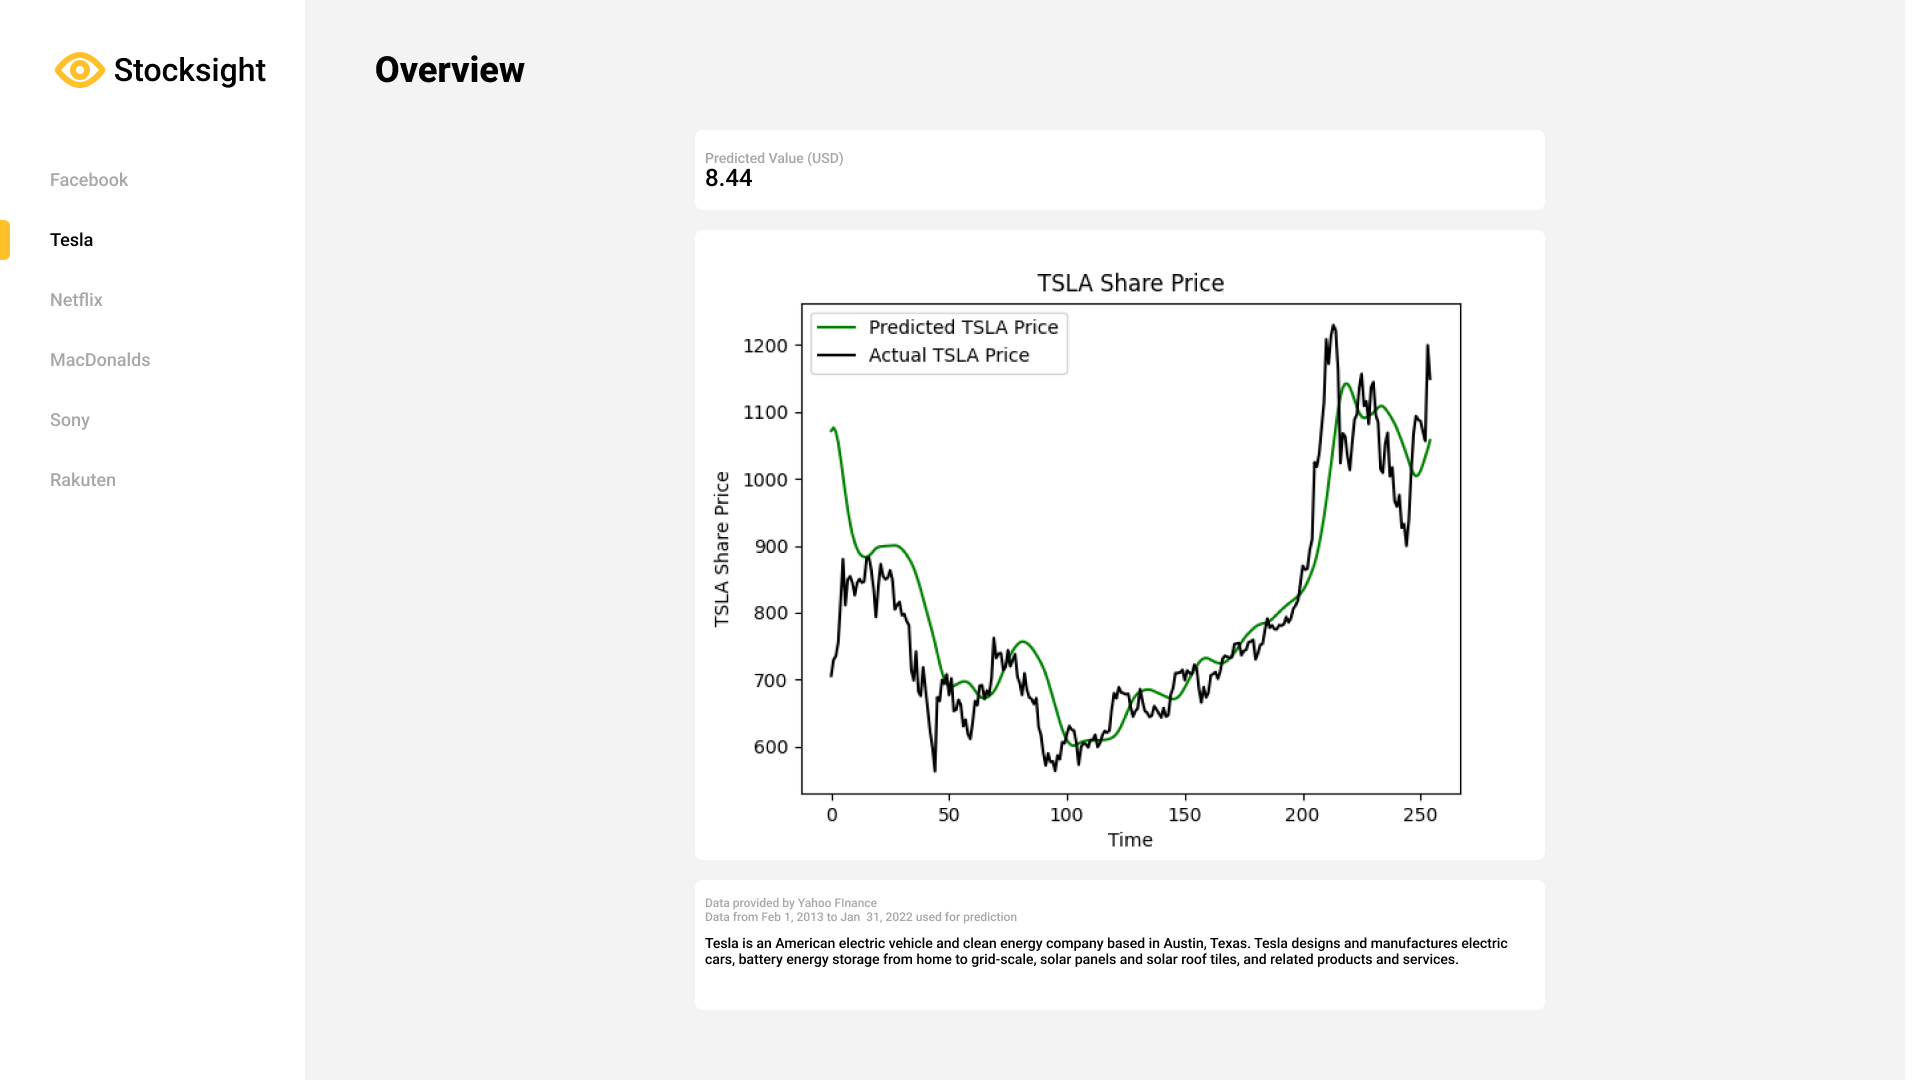 Stocksight
Facebook
Tesla
Netflix
MacDonalds
Sony
Rakuten
Overview
Predicted Value (USD)
8.44
TSLA Share Price
Predicted TSLA Price
Actual TSLA Price
TSLA Share Price
1200
1100
1000
900
800
700
600
0 50 100 150 200 250
Time
Data provided by Yahoo FInance
Data from Feb 1, 2013 to Jan  31, 2022 used for prediction
Tesla is an American electric vehicle and clean energy company based in Austin, Texas. Tesla designs and manufactures electric
cars, battery energy storage from home to grid-scale, solar panels and solar roof tiles, and related products and services.